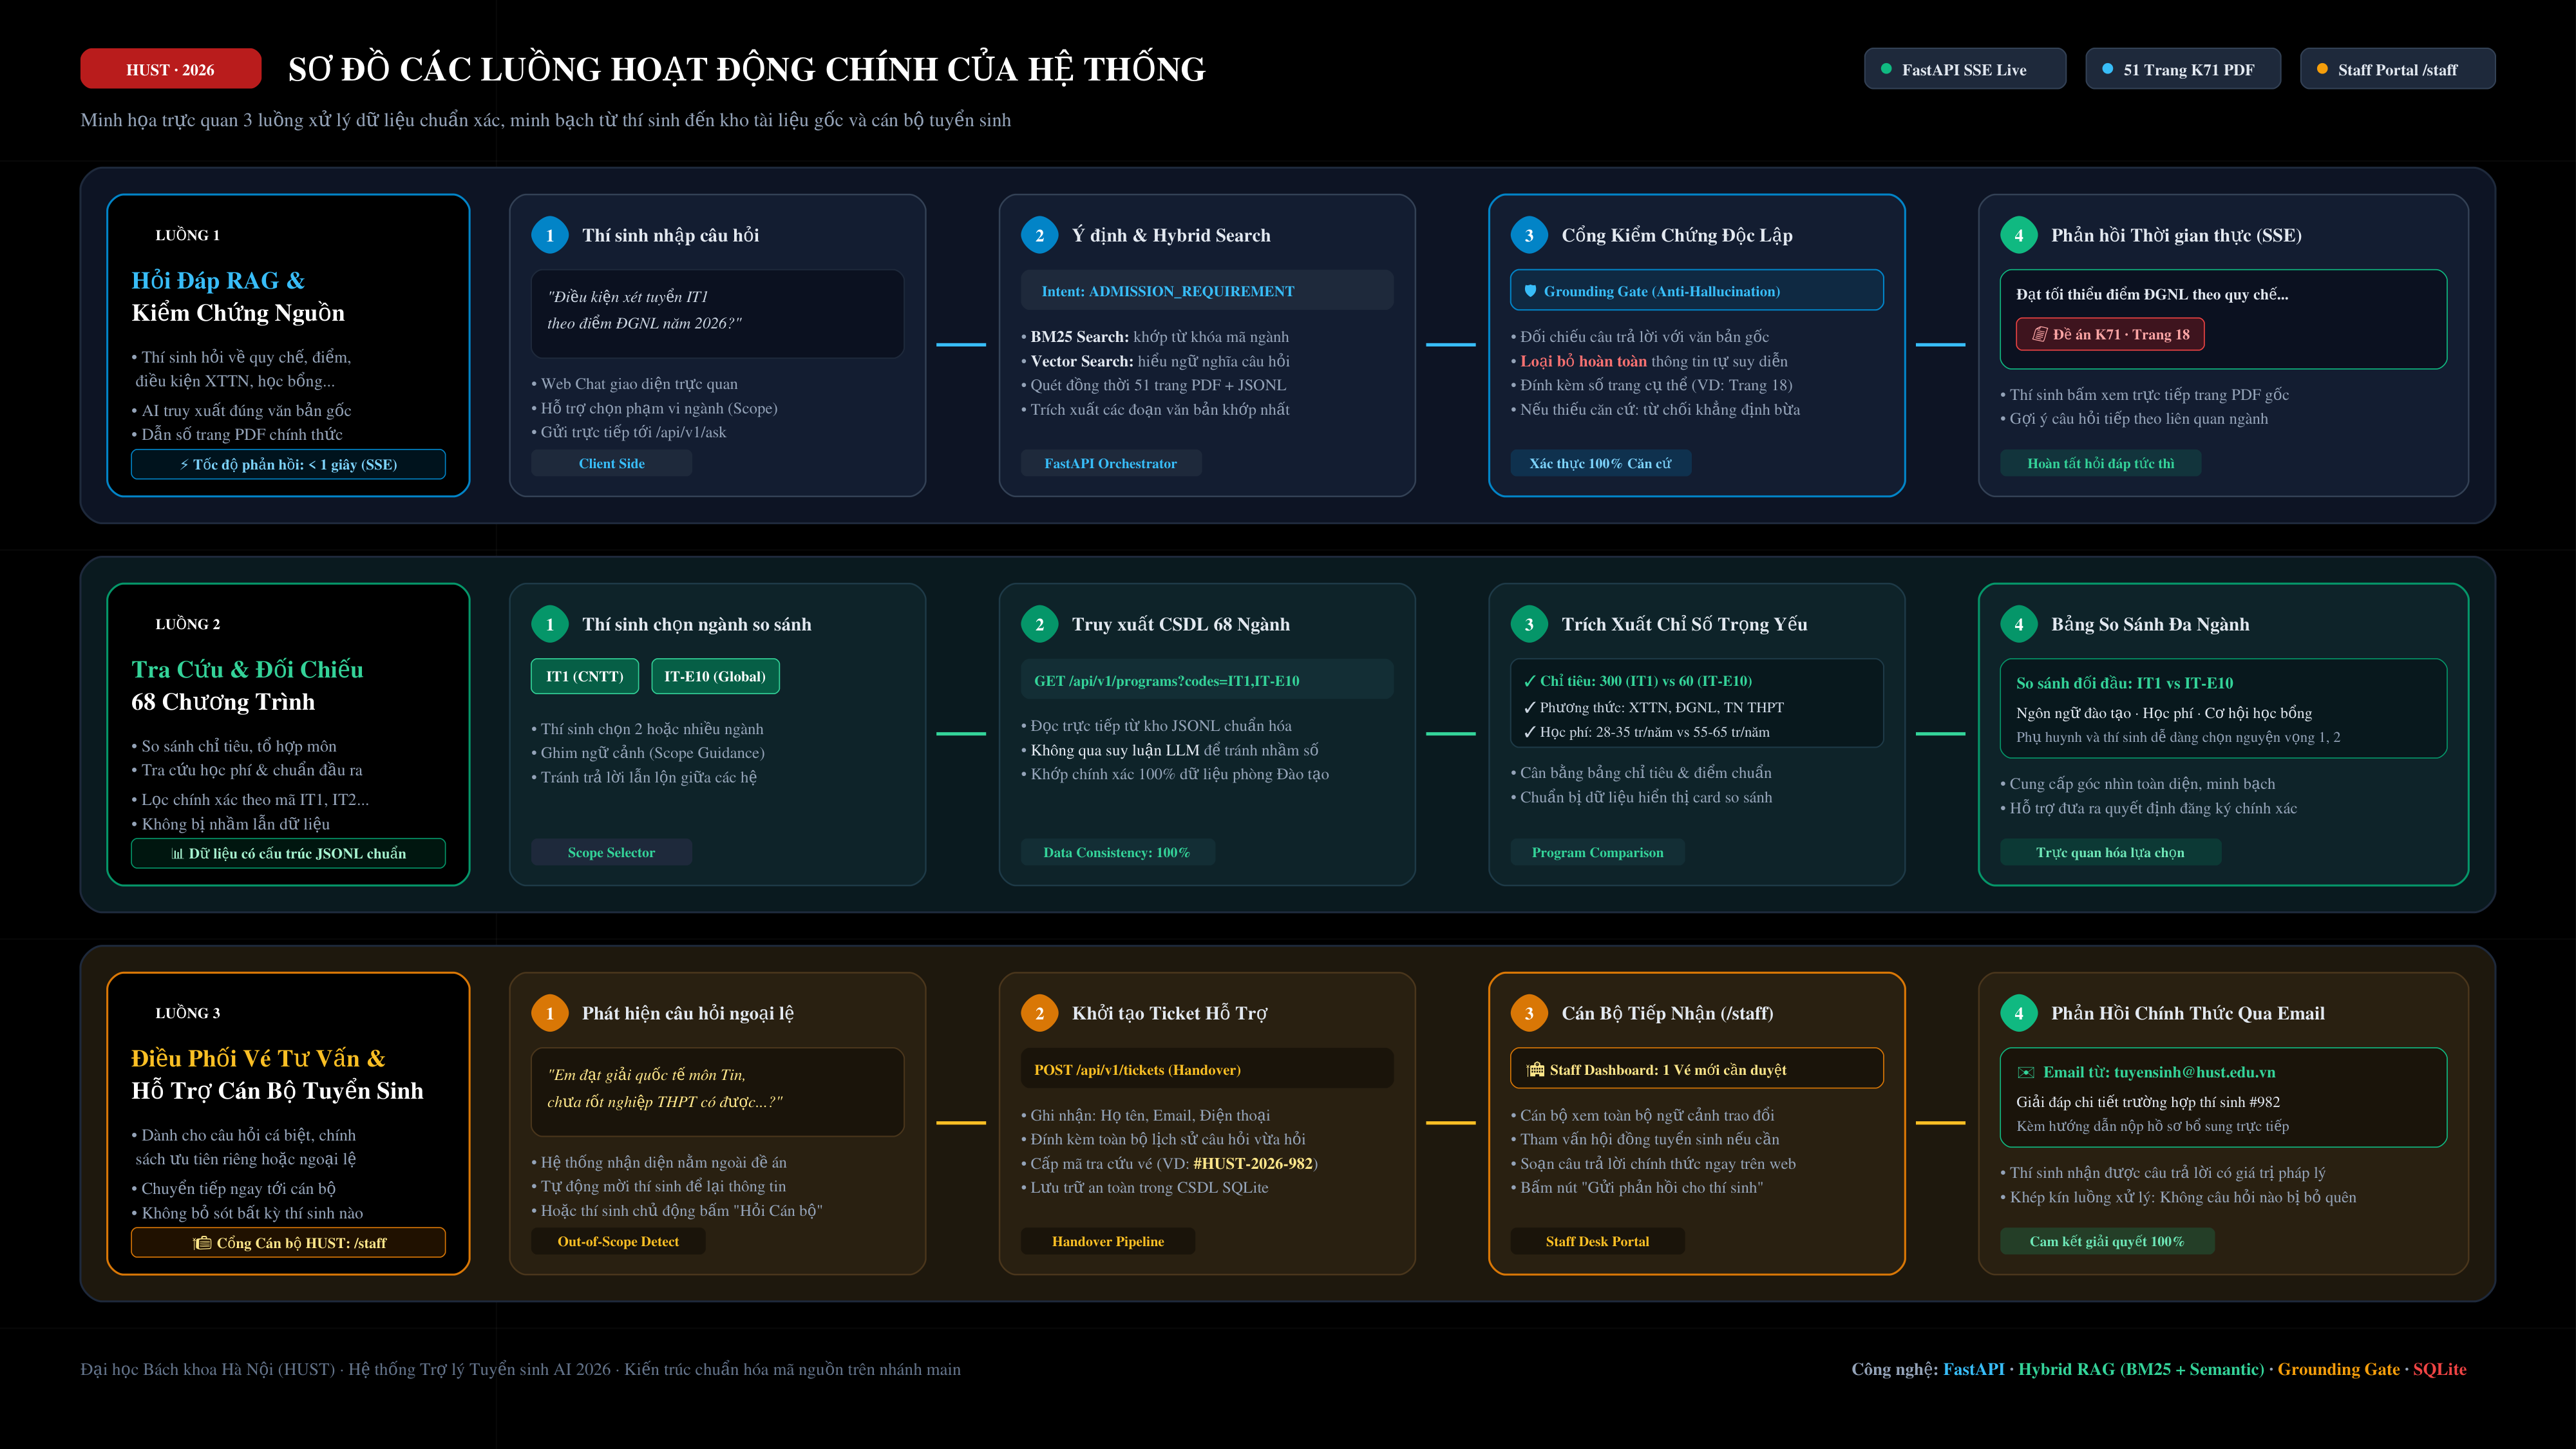 HUST · 2026
SƠ ĐỒ CÁC LUỒNG HOẠT ĐỘNG CHÍNH CỦA HỆ THỐNG
FastAPI SSE Live
51 Trang K71 PDF
Staff Portal /staff
Minh họa trực quan 3 luồng xử lý dữ liệu chuẩn xác, minh bạch từ thí sinh đến kho tài liệu gốc và cán bộ tuyển sinh
LUỒNG 1
Hỏi Đáp RAG &
Kiểm Chứng Nguồn
• Thí sinh hỏi về quy chế, điểm,
điều kiện XTTN, học bổng...
• AI truy xuất đúng văn bản gốc
• Dẫn số trang PDF chính thức
⚡ Tốc độ phản hồi: < 1 giây (SSE)
1 Thí sinh nhập câu hỏi
"Điều kiện xét tuyển IT1
theo điểm ĐGNL năm 2026?"
• Web Chat giao diện trực quan
• Hỗ trợ chọn phạm vi ngành (Scope)
• Gửi trực tiếp tới /api/v1/ask
Client Side
2 Ý định & Hybrid Search
Intent: ADMISSION_REQUIREMENT
• BM25 Search: khớp từ khóa mã ngành
• Vector Search: hiểu ngữ nghĩa câu hỏi
• Quét đồng thời 51 trang PDF + JSONL
• Trích xuất các đoạn văn bản khớp nhất
FastAPI Orchestrator
3 Cổng Kiểm Chứng Độc Lập
Grounding Gate (Anti-Hallucination)
• Đối chiếu câu trả lời với văn bản gốc
• Loại bỏ hoàn toàn thông tin tự suy diễn
• Đính kèm số trang cụ thể (VD: Trang 18)
• Nếu thiếu căn cứ: từ chối khẳng định bừa
Xác thực 100% Căn cứ
4 Phản hồi Thời gian thực (SSE)
Đạt tối thiểu điểm ĐGNL theo quy chế...
Đề án K71 · Trang 18
• Thí sinh bấm xem trực tiếp trang PDF gốc
• Gợi ý câu hỏi tiếp theo liên quan ngành
Hoàn tất hỏi đáp tức thì
LUỒNG 2
Tra Cứu & Đối Chiếu
68 Chương Trình
• So sánh chỉ tiêu, tổ hợp môn
• Tra cứu học phí & chuẩn đầu ra
• Lọc chính xác theo mã IT1, IT2...
• Không bị nhầm lẫn dữ liệu
Dữ liệu có cấu trúc JSONL chuẩn
1 Thí sinh chọn ngành so sánh
IT1 (CNTT)
IT-E10 (Global)
• Thí sinh chọn 2 hoặc nhiều ngành
• Ghim ngữ cảnh (Scope Guidance)
• Tránh trả lời lẫn lộn giữa các hệ
Scope Selector
2 Truy xuất CSDL 68 Ngành
GET /api/v1/programs?codes=IT1,IT-E10
• Đọc trực tiếp từ kho JSONL chuẩn hóa
• Không qua suy luận LLM để tránh nhầm số
• Khớp chính xác 100% dữ liệu phòng Đào tạo
Data Consistency: 100%
3 Trích Xuất Chỉ Số Trọng Yếu
✓ Chỉ tiêu: 300 (IT1) vs 60 (IT-E10)
✓ Phương thức: XTTN, ĐGNL, TN THPT
✓ Học phí: 28-35 tr/năm vs 55-65 tr/năm
• Cân bằng bảng chỉ tiêu & điểm chuẩn
• Chuẩn bị dữ liệu hiển thị card so sánh
Program Comparison
4 Bảng So Sánh Đa Ngành
So sánh đối đầu: IT1 vs IT-E10
Ngôn ngữ đào tạo · Học phí · Cơ hội học bổng
Phụ huynh và thí sinh dễ dàng chọn nguyện vọng 1, 2
• Cung cấp góc nhìn toàn diện, minh bạch
• Hỗ trợ đưa ra quyết định đăng ký chính xác
Trực quan hóa lựa chọn
LUỒNG 3
Điều Phối Vé Tư Vấn &
Hỗ Trợ Cán Bộ Tuyển Sinh
• Dành cho câu hỏi cá biệt, chính
sách ưu tiên riêng hoặc ngoại lệ
• Chuyển tiếp ngay tới cán bộ
• Không bỏ sót bất kỳ thí sinh nào
Cổng Cán bộ HUST: /staff
1 Phát hiện câu hỏi ngoại lệ
"Em đạt giải quốc tế môn Tin,
chưa tốt nghiệp THPT có được...?"
• Hệ thống nhận diện nằm ngoài đề án
• Tự động mời thí sinh để lại thông tin
• Hoặc thí sinh chủ động bấm "Hỏi Cán bộ"
Out-of-Scope Detect
2 Khởi tạo Ticket Hỗ Trợ
POST /api/v1/tickets (Handover)
• Ghi nhận: Họ tên, Email, Điện thoại
• Đính kèm toàn bộ lịch sử câu hỏi vừa hỏi
• Cấp mã tra cứu vé (VD: #HUST-2026-982)
• Lưu trữ an toàn trong CSDL SQLite
Handover Pipeline
3 Cán Bộ Tiếp Nhận (/staff)
Staff Dashboard: 1 Vé mới cần duyệt
• Cán bộ xem toàn bộ ngữ cảnh trao đổi
• Tham vấn hội đồng tuyển sinh nếu cần
• Soạn câu trả lời chính thức ngay trên web
• Bấm nút "Gửi phản hồi cho thí sinh"
Staff Desk Portal
4 Phản Hồi Chính Thức Qua Email
Email từ: tuyensinh@hust.edu.vn
Giải đáp chi tiết trường hợp thí sinh #982
Kèm hướng dẫn nộp hồ sơ bổ sung trực tiếp
• Thí sinh nhận được câu trả lời có giá trị pháp lý
• Khép kín luồng xử lý: Không câu hỏi nào bị bỏ quên
Cam kết giải quyết 100%
Đại học Bách khoa Hà Nội (HUST) · Hệ thống Trợ lý Tuyển sinh AI 2026 · Kiến trúc chuẩn hóa mã nguồn trên nhánh main
Công nghệ: FastAPI · Hybrid RAG (BM25 + Semantic) · Grounding Gate · SQLite